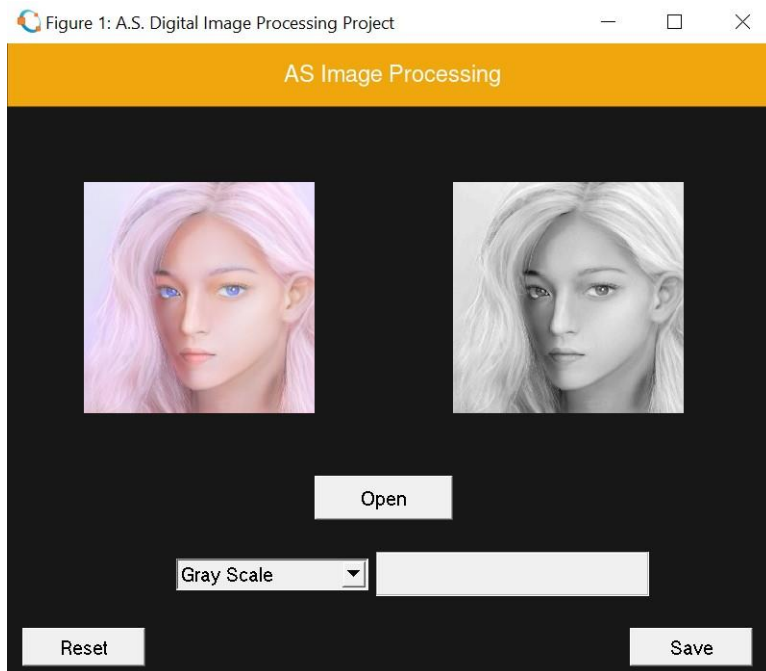 Figure 1: A.S. Digital Image Processing Project
AS Image Processing
Open
Gray Scale
Reset
Save